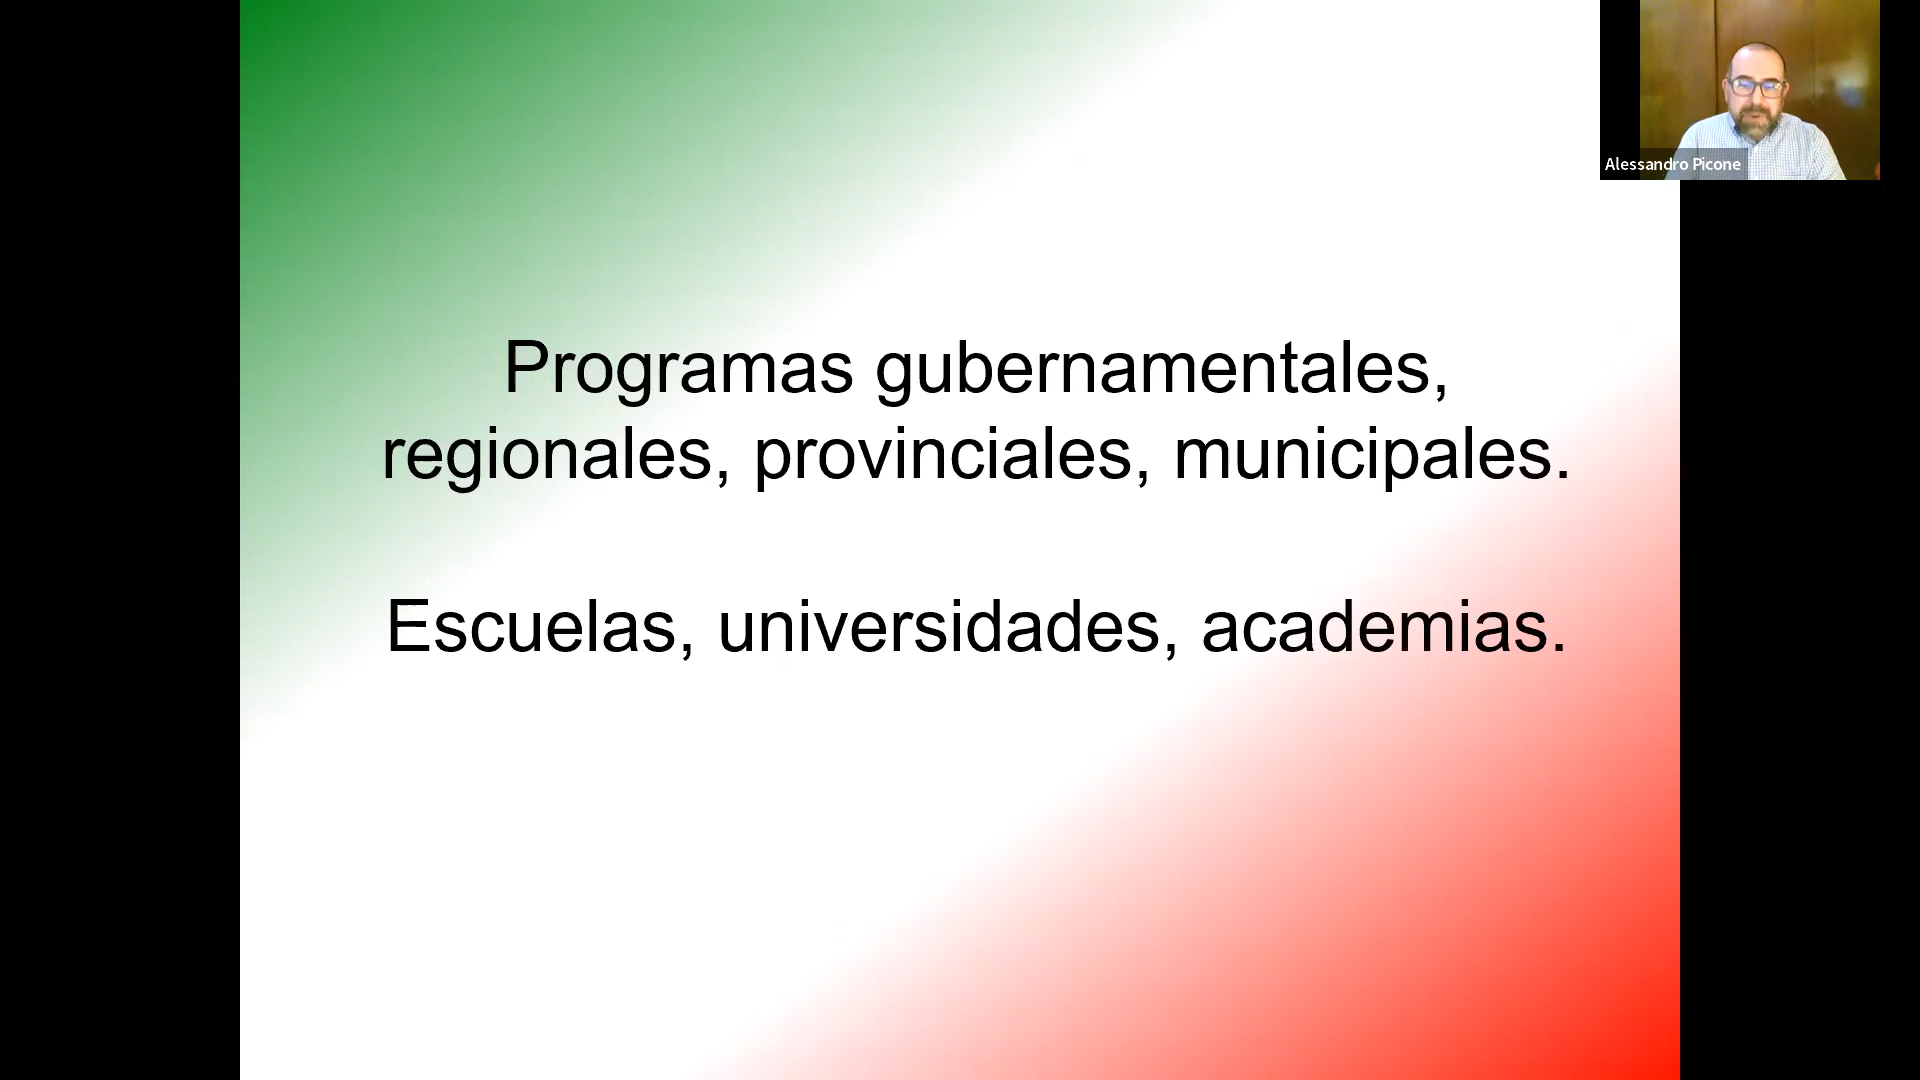 Alessandro Picone
Programas gubernamentales,
regionales, provinciales, municipales.
Escuelas, universidades, academias.